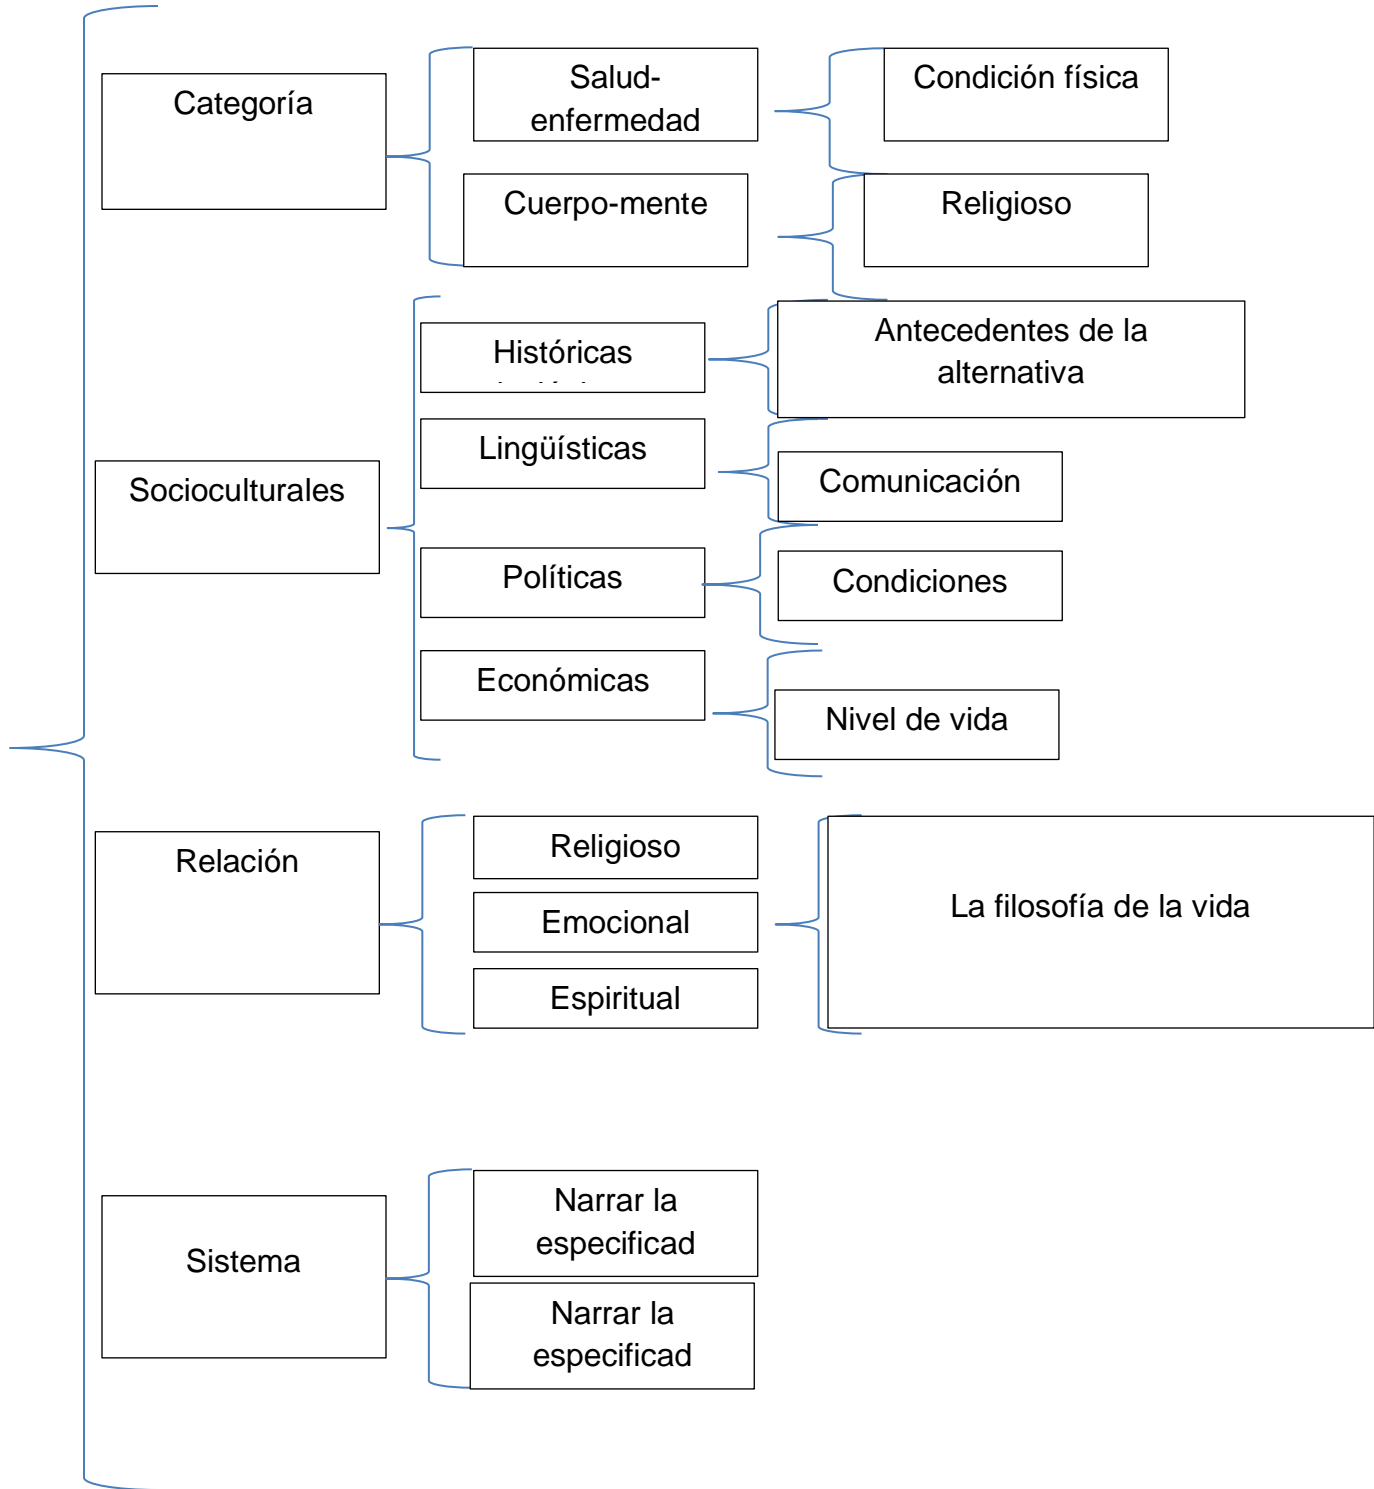 Categoría
Salud-
enfermedad
Condición física
Cuerpo-mente
Religioso
Socioculturales
Históricas
Antecedentes de la
alternativa
Lingüísticas
Comunicación
Políticas
Condiciones
Económicas
Nivel de vida
Relación
Religioso
Emocional
Espiritual
La filosofía de la vida
Sistema
Narrar la
especificad
Narrar la
especificad